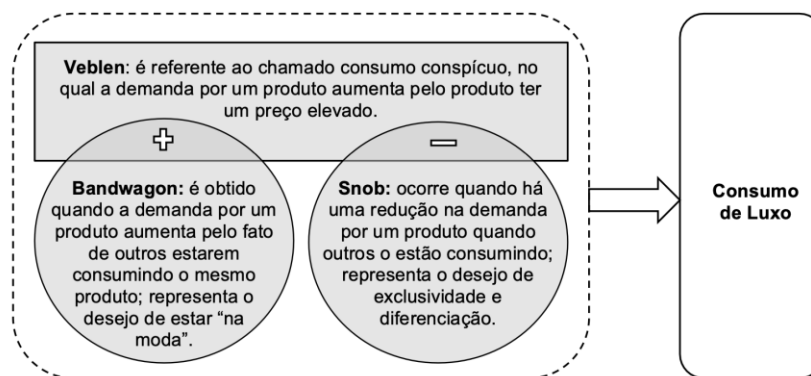 Veblen: é referente ao chamado consumo conspícuo, no
qual a demanda por um produto aumenta pelo produto ter
um preço elevado.
Bandwagon: é obtido
quando a demanda por um
produto aumenta pelo fato
de outros estarem
consumindo o mesmo
produto; representa o
desejo de estar “na
moda”.
Snob: ocorre quando há
uma redução na demanda
por um produto quando
outros o estão consumindo;
representa o desejo de
exclusividade e
diferenciação.
Consumo
de Luxo